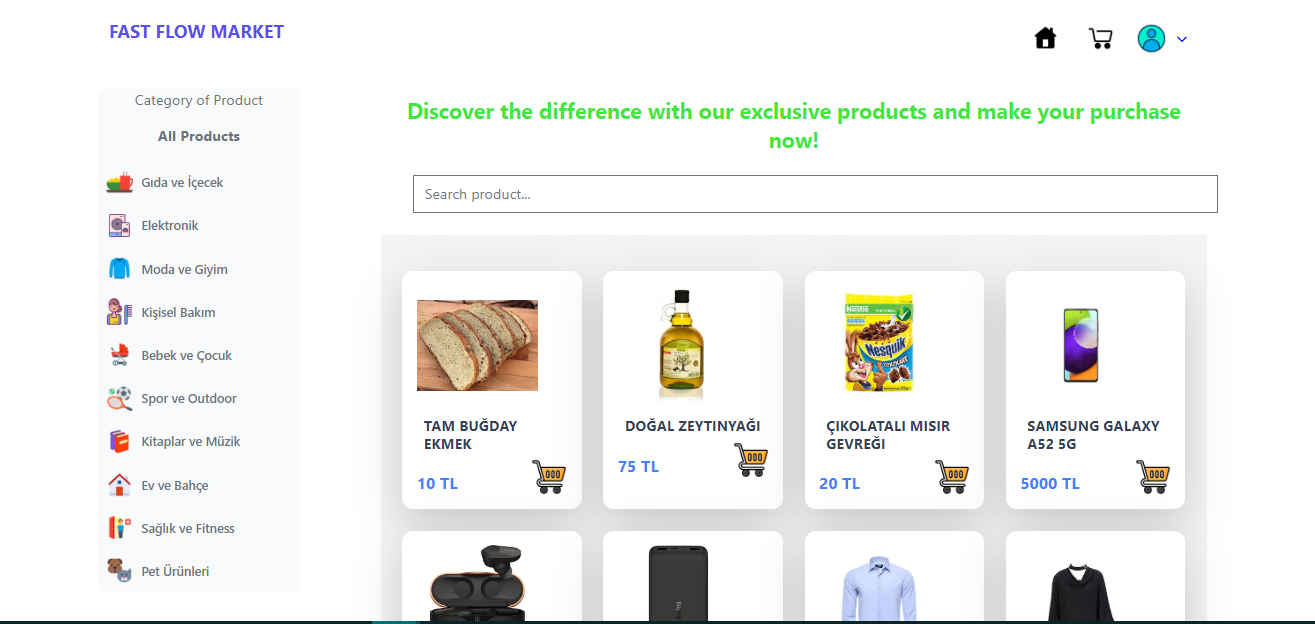 FAST FLOW MARKET
Category of Product
All Products
Gıda ve İçecek
Elektronik
Moda ve Giyim
Kişisel Bakım
Bebek ve Çocuk
Spor ve Outdoor
Kitaplar ve Müzik
Ev ve Bahçe
Sağlık ve Fitness
Pet Ürünleri
Discover the difference with our exclusive products and make your purchase
now!
Search product...
TAM BUĞDAY
EKMEK
10 TL
DOĞAL ZEYTINYAĞI
75 TL
Nestlé
Nesquik
ÇIKOLATALI MISIR
GEVREĞI
20 TL
SAMSUNG GALAXY
A52 5G
5000 TL